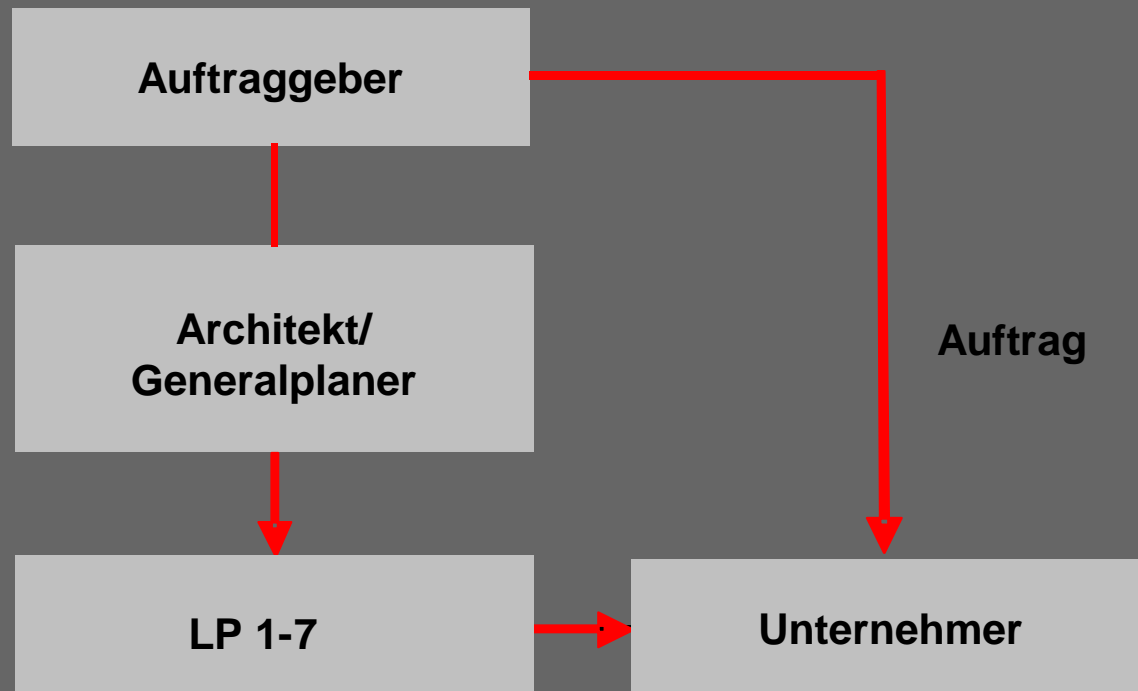 Auftraggeber
Architekt/
Generalplaner
Auftrag
LP 1-7
Unternehmer